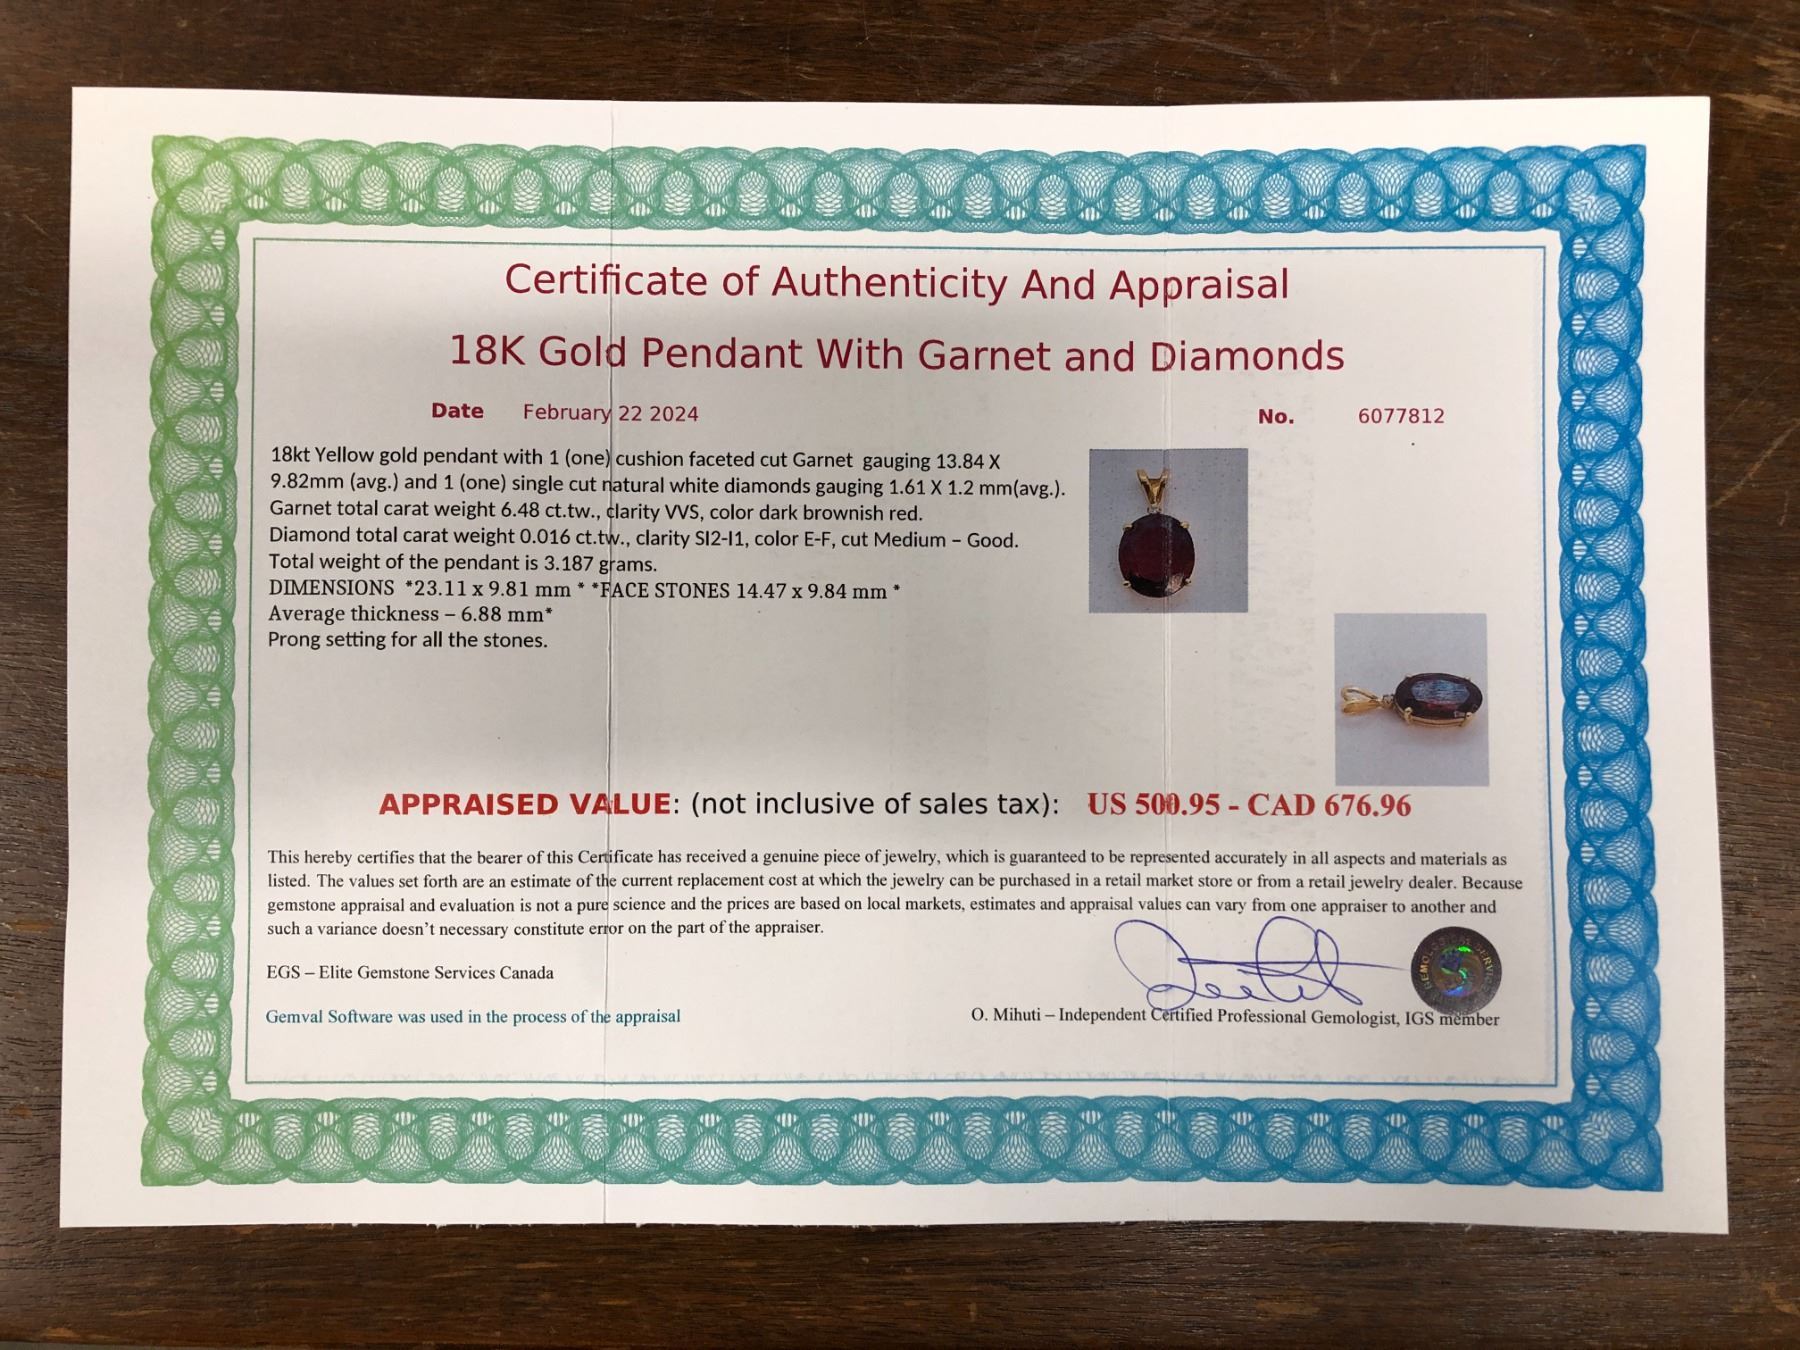 Certificate of Authenticity And Appraisal
18K Gold Pendant With Garnet and Diamonds
Date February 22 2024 No. 6077812
18kt Yellow gold pendant with 1 (one) cushion faceted cut Garnet gauging 13.84 X
9.82mm (avg.) and 1 (one) single cut natural white diamonds gauging 1.61 X 1.2 mm(avg.).
Garnet total carat weight 6.48 ct.tw., clarity VVS, color dark brownish red.
Diamond total carat weight 0.016 ct.tw., clarity SI2-I1, color E-F, cut Medium – Good.
Total weight of the pendant is 3.187 grams.
DIMENSIONS *23.11 x 9.81 mm * *FACE STONES 14.47 x 9.84 mm *
Average thickness – 6.88 mm*
Prong setting for all the stones.
APPRAISED VALUE: (not inclusive of sales tax): US 500.95 - CAD 676.96
This hereby certifies that the bearer of this Certificate has received a genuine piece of jewelry, which is guaranteed to be represented accurately in all aspects and materials as
listed. The values set forth are an estimate of the current replacement cost at which the jewelry can be purchased in a retail market store or from a retail jewelry dealer. Because
gemstone appraisal and evaluation is not a pure science and the prices are based on local markets, estimates and appraisal values can vary from one appraiser to another and
such a variance doesn't necessary constitute error on the part of the appraiser.
EGS – Elite Gemstone Services Canada
Gemval Software was used in the process of the appraisal
O. Mihuti – Independent Certified Professional Gemologist, IGS member